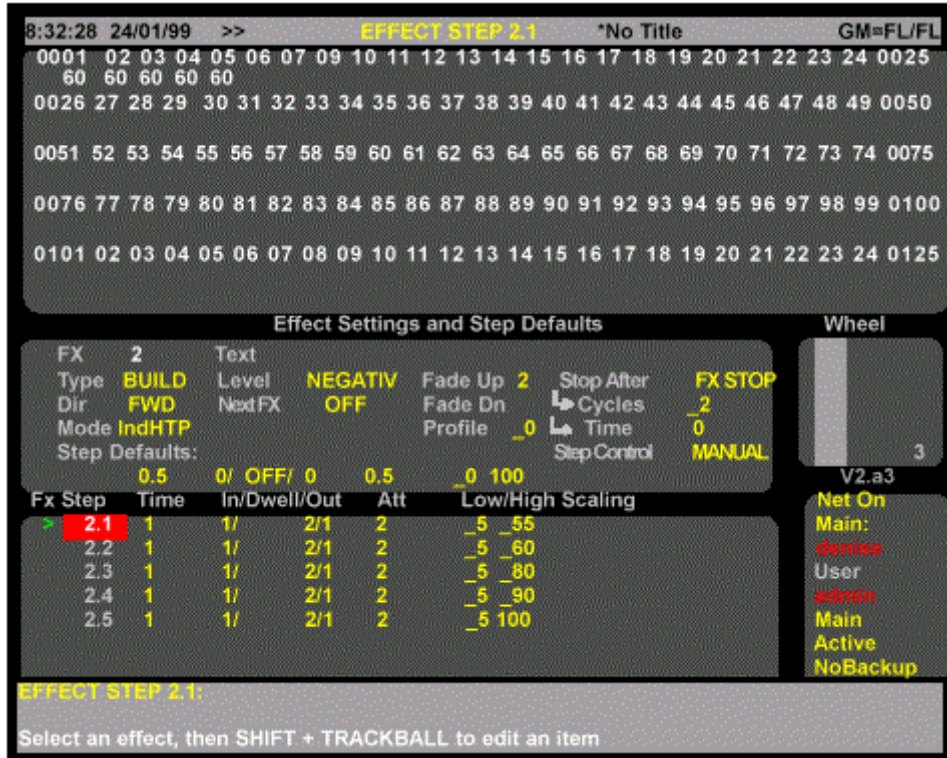 8:32:28 24/01/99 >> EFFECT STEP 2.1 *No Title GM=FL/FL
0001 02 03 04 05 06 07 09 10 11 12 13 14 15 16 17 18 19 20 21 22 23 24 0025
60 60 60 60 60
0026 27 28 29 30 31 32 33 34 35 36 37 38 39 40 41 42 43 44 45 46 47 48 49 0050
0051 52 53 54 55 56 57 58 59 60 61 62 63 64 65 66 67 68 69 70 71 72 73 74 0075
0076 77 78 79 80 81 82 83 84 85 86 87 88 89 90 91 92 93 94 95 96 97 98 99 0100
0101 02 03 04 05 06 07 08 09 10 11 12 13 14 15 16 17 18 19 20 21 22 23 24 0125
Effect Settings and Step Defaults Wheel
FX 2 Text
Type BUILD Level NEGATIV Fade Up 2 Stop After FX STOP
Dir FWD Next FX OFF Fade Dn Cycles _2
Mode IndHTP Profile _0 Time 0
Step Defaults: Step Control MANUAL 3
0.5 0/ OFF/ 0 0.5 _0 100
V2.a3
Fx Step Time In/Dwell/Out Att Low/High Scaling
> 2.1 1 1/ 2/1 2 _5 _55
2.2 1 1/ 2/1 2 _5 _60
2.3 1 1/ 2/1 2 _5 _80
2.4 1 1/ 2/1 2 _5 _90
2.5 1 1/ 2/1 2 _5 100
Net On
Main:
denise
User
admin
Main
Active
NoBackup
EFFECT STEP 2.1:
Select an effect, then SHIFT + TRACKBALL to edit an item